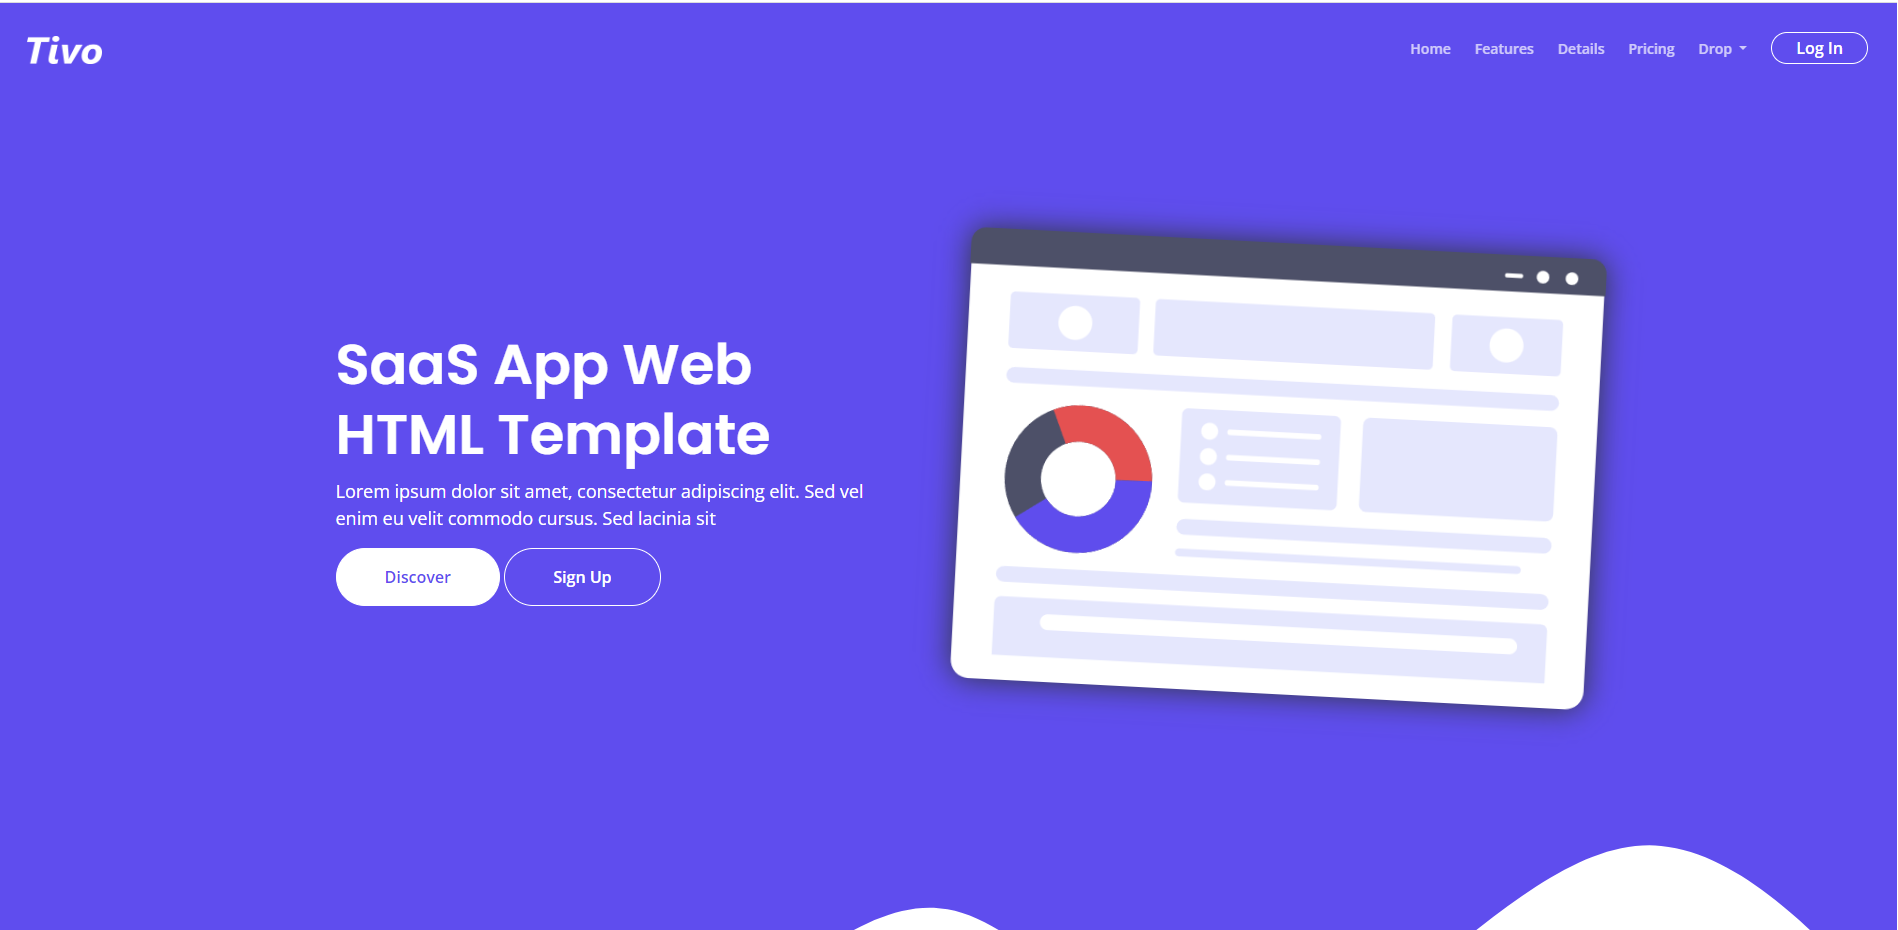 Tivo
Home Features Details Pricing Drop Log In
SaaS App Web
HTML Template
Lorem ipsum dolor sit amet, consectetur adipiscing elit. Sed vel
enim eu velit commodo cursus. Sed lacinia sit
Discover Sign Up